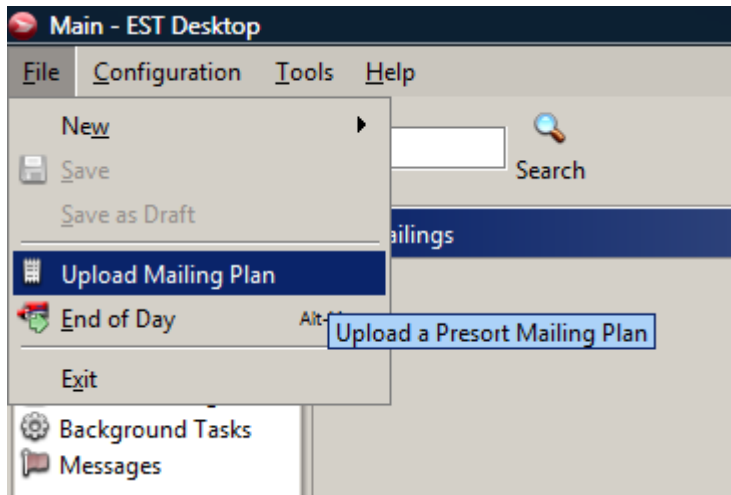 Main - EST Desktop
File Configuration Tools Help
New
Search
Save
Save as Draft
Upload Mailing Plan
End of Day
Upload a Presort Mailing Plan
Exit
Background Tasks
Messages